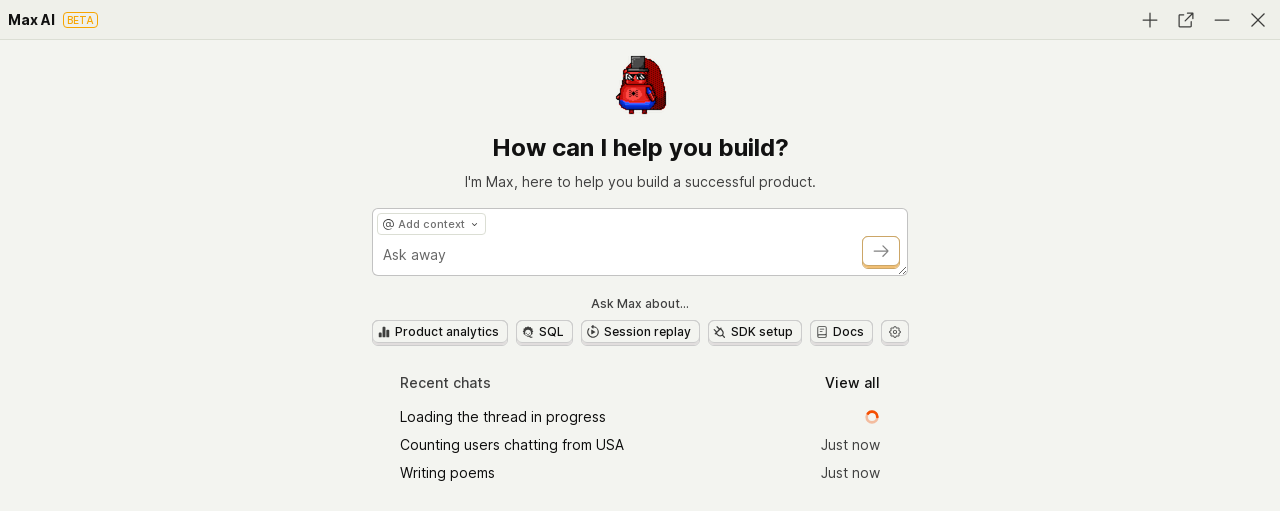 Max AI BETA
How can I help you build?
I'm Max, here to help you build a successful product.
@ Add context
Ask away
Ask Max about...
Product analytics SQL Session replay SDK setup Docs
Recent chats View all
Loading the thread in progress
Counting users chatting from USA Just now
Writing poems Just now